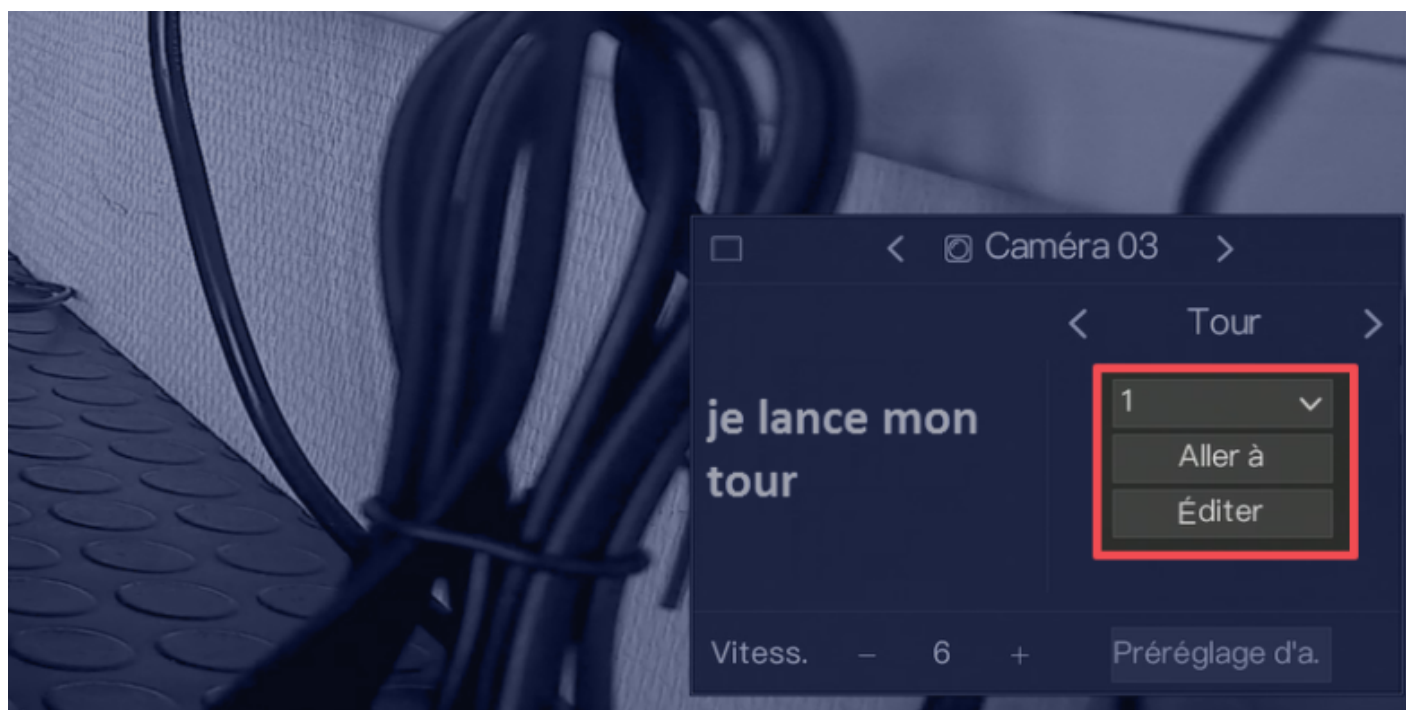 < Caméra 03 >
< Tour >
1
je lance mon
tour
Aller à
Éditer
Vitess. – 6 +
Préréglage d'a.